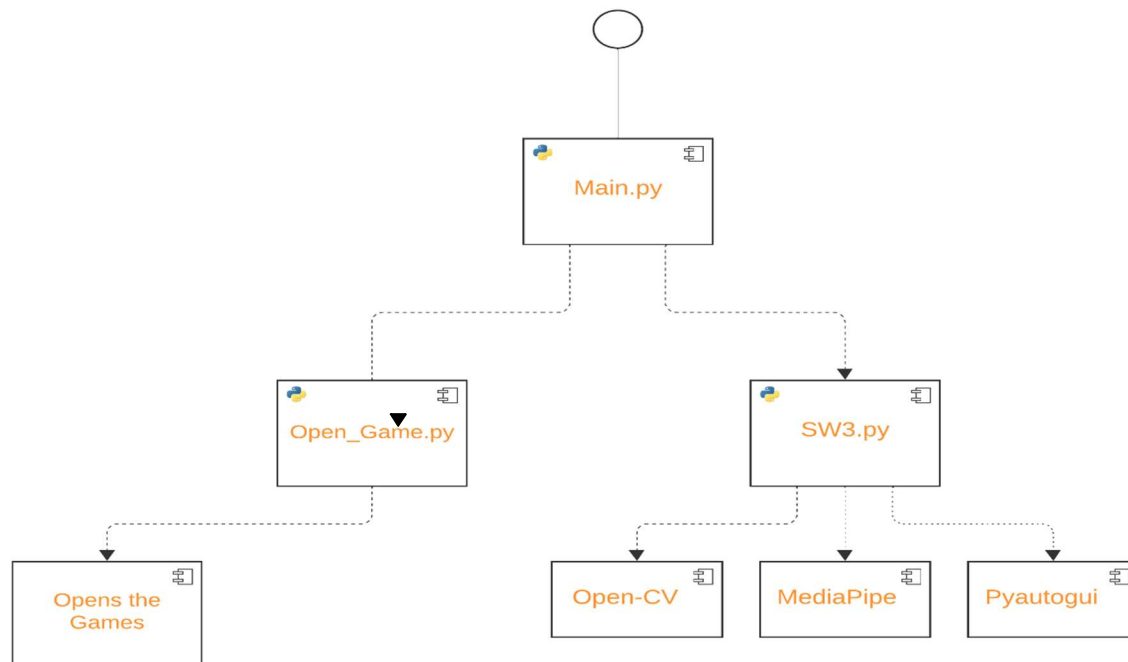 Main.py
Open_Game.py
SW3.py
Opens the
Games
Open-CV
MediaPipe
Pyautogui